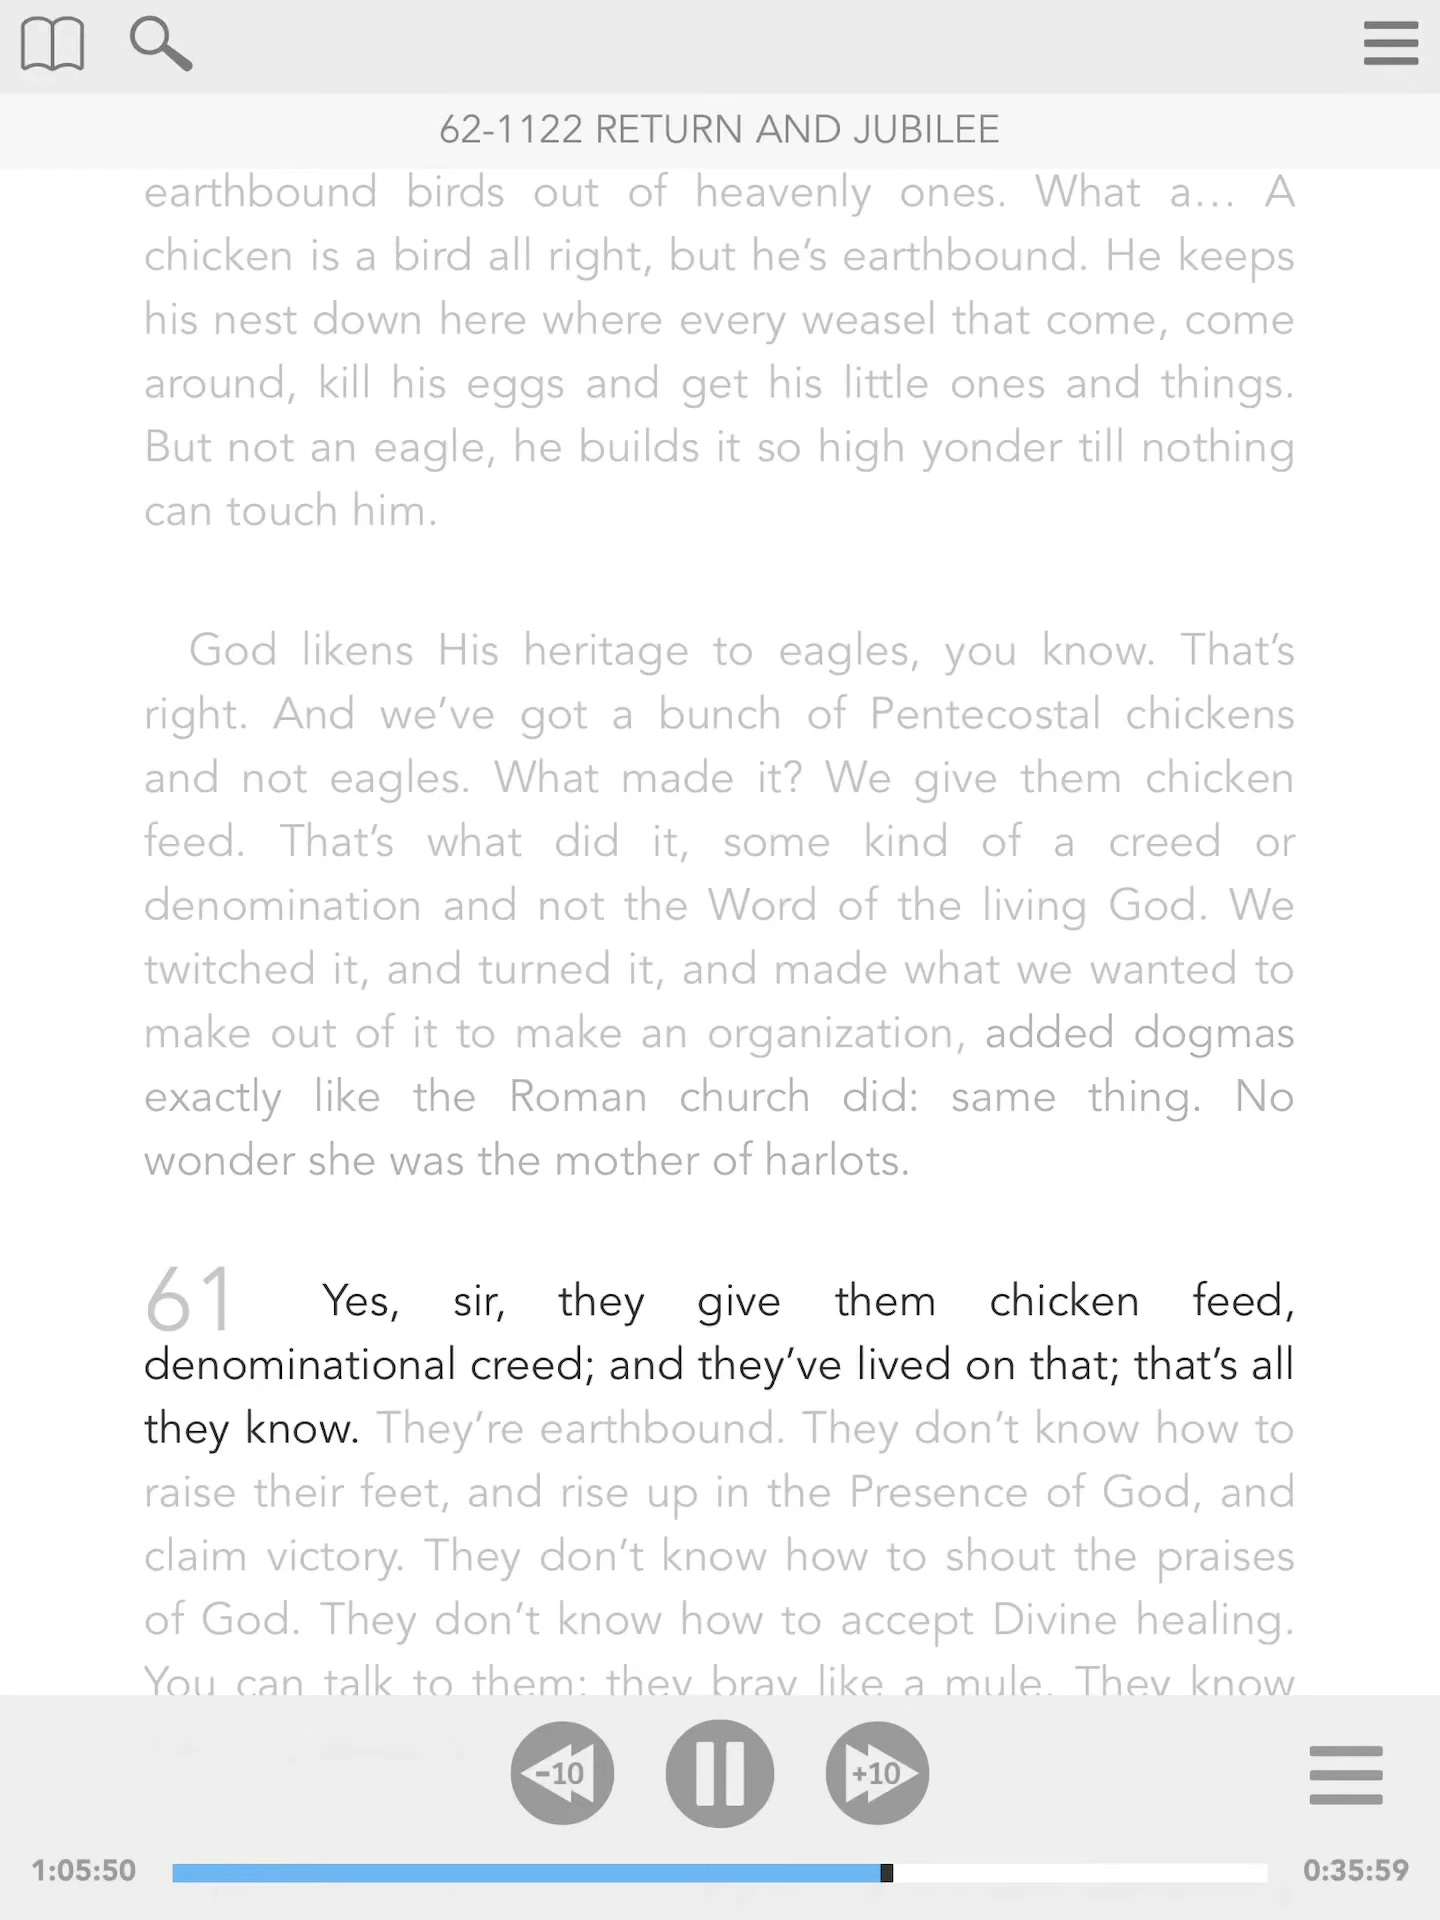 62-1122 RETURN AND JUBILEE
earthbound birds out of heavenly ones. What a… A
chicken is a bird all right, but he’s earthbound. He keeps
his nest down here where every weasel that come, come
around, kill his eggs and get his little ones and things.
But not an eagle, he builds it so high yonder till nothing
can touch him.
God likens His heritage to eagles, you know. That’s
right. And we’ve got a bunch of Pentecostal chickens
and not eagles. What made it? We give them chicken
feed. That’s what did it, some kind of a creed or
denomination and not the Word of the living God. We
twitched it, and turned it, and made what we wanted to
make out of it to make an organization, added dogmas
exactly like the Roman church did: same thing. No
wonder she was the mother of harlots.
61 Yes, sir, they give them chicken feed,
denominational creed; and they’ve lived on that; that’s all
they know. They’re earthbound. They don’t know how to
raise their feet, and rise up in the Presence of God, and
claim victory. They don’t know how to shout the praises
of God. They don’t know how to accept Divine healing.
You can talk to them; they bray like a mule. They know
-10 +10
1:05:50 0:35:59